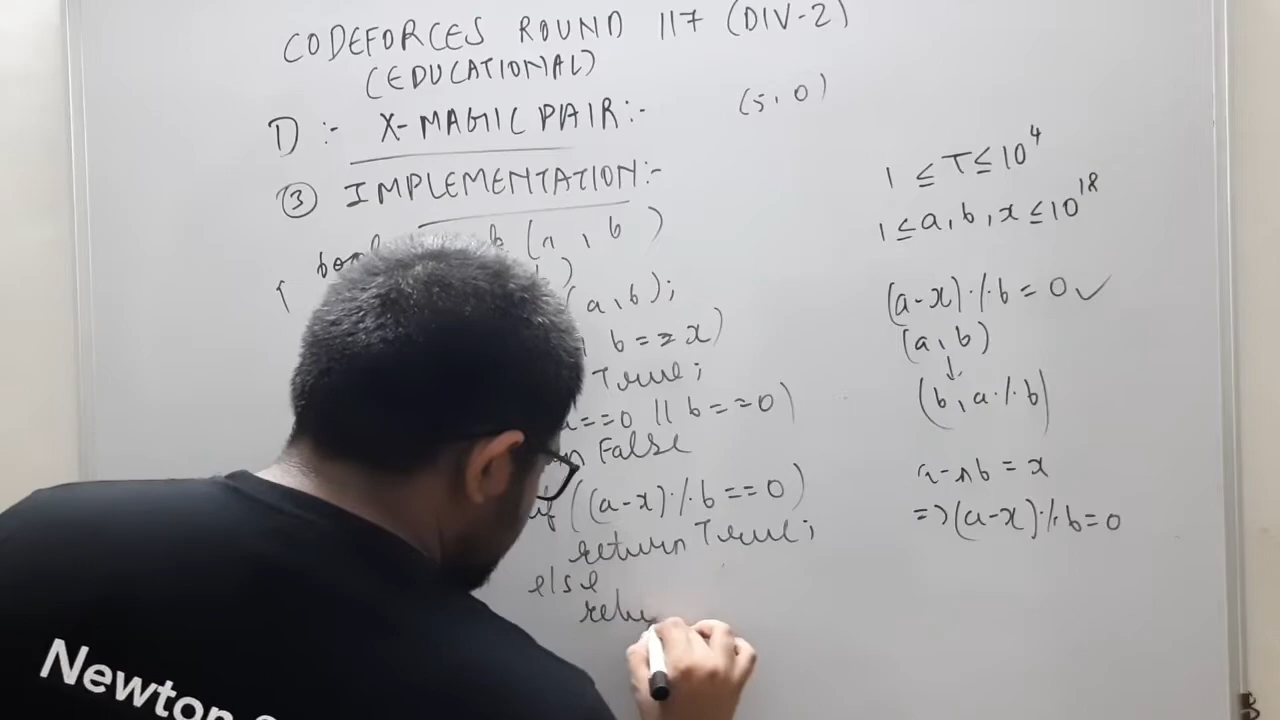 CODEFORCES ROUND 117 (DIV-2)
(EDUCATIONAL)
D :- X-MAGIC PAIR:-
(5, 0)
③ IMPLEMENTATION:-
(a, b)
a, b);
b == x)
True;
==0 || b==0)
False
if ((a-x)·/·b ==0)
return True;
else
1 ≤ T ≤ 10^4
1 ≤ a, b, x ≤ 10^18
(a-x)·/·b = 0 ✓
(a, b)
↓
(b, a·/·b)
a-nb = x
=> (a-x)·/·b = 0
Newton